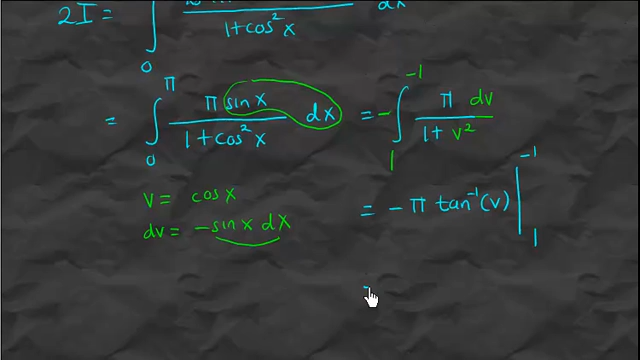 2I = ∫₀ dx
1+cos²x
= ∫₀^π π sin x / 1+cos²x dx = -∫₁^-1 π dv / 1+v²
v = cos x
dv = -sin x dx
= -π tan⁻¹(v) |₁^-1